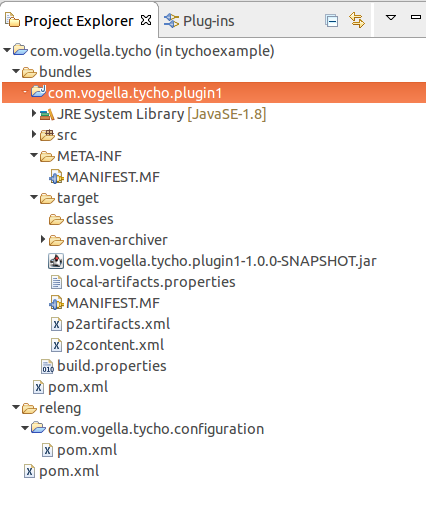 Project Explorer Plug-ins
com.vogella.tycho (in tychoexample)
bundles
com.vogella.tycho.plugin1
JRE System Library [JavaSE-1.8]
src
META-INF
MANIFEST.MF
target
classes
maven-archiver
com.vogella.tycho.plugin1-1.0.0-SNAPSHOT.jar
local-artifacts.properties
MANIFEST.MF
p2artifacts.xml
p2content.xml
build.properties
pom.xml
releng
com.vogella.tycho.configuration
pom.xml
pom.xml